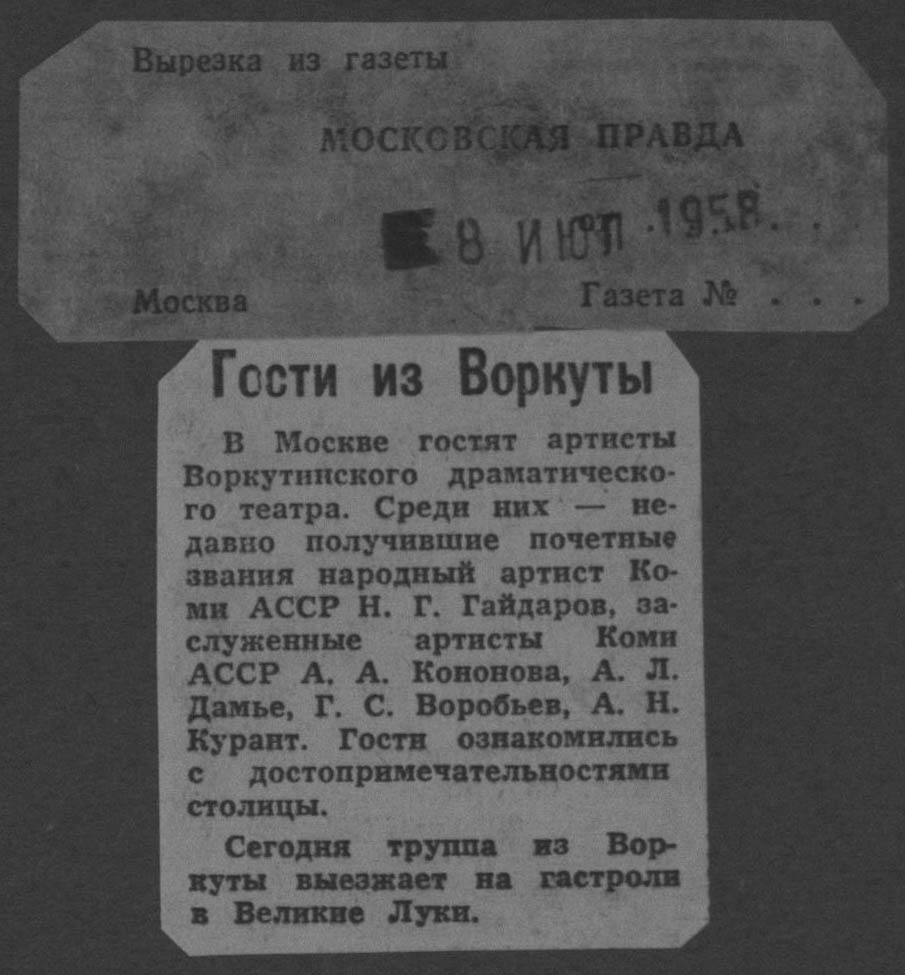 Вырезка из газеты
МОСКОВСКАЯ ПРАВДА
8 ИЮЛ 1958 . . .
Москва Газета № . . .
Гости из Воркуты
В Москве гостят артисты
Воркутинского драматическо-
го театра. Среди них — не-
давно получившие почетные
звания народный артист Ко-
ми АССР Н. Г. Гайдаров, за-
служенные артисты Коми
АССР А. А. Кононова, А. Л.
Дамье, Г. С. Воробьев, А. Н.
Курант. Гости ознакомились
с достопримечательностями
столицы.
Сегодня труппа из Вор-
куты выезжает на гастроли
в Великие Луки.